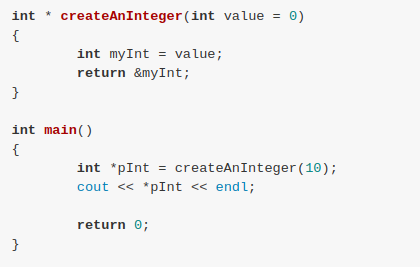 int * createAnInteger(int value = 0)
{
        int myInt = value;
        return &myInt;
}

int main()
{
        int *pInt = createAnInteger(10);
        cout << *pInt << endl;

        return 0;
}